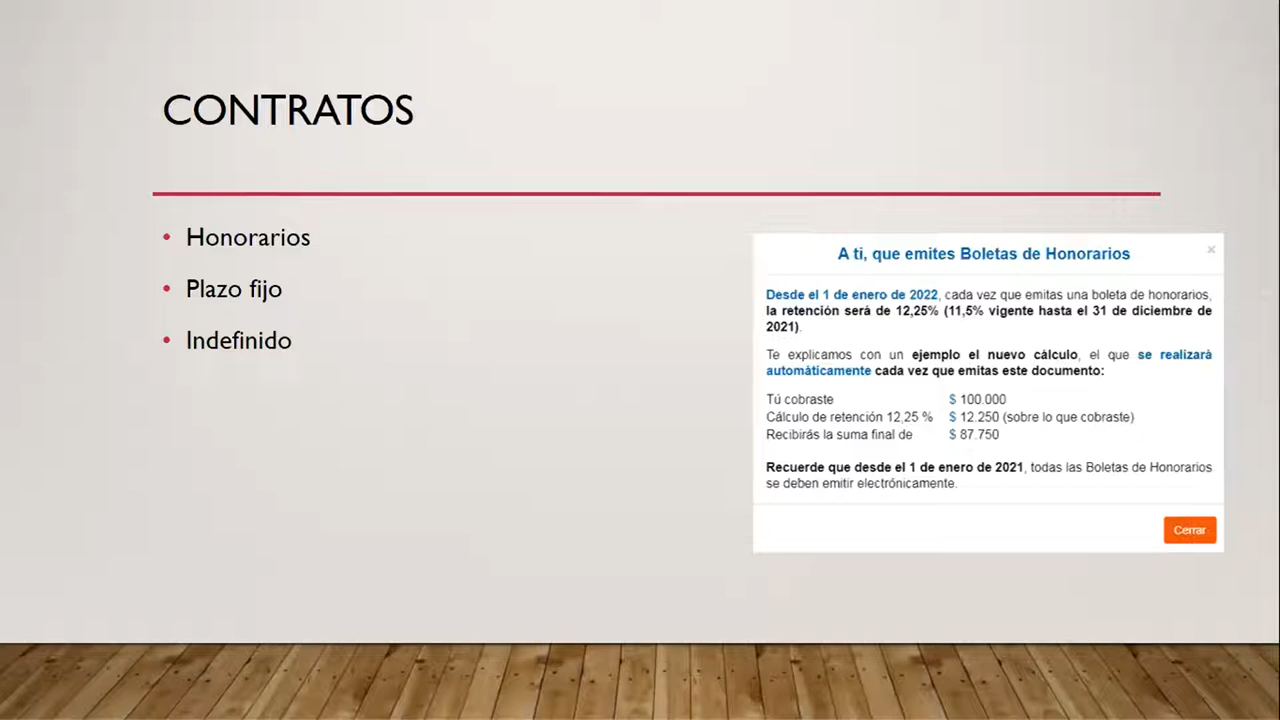 CONTRATOS
• Honorarios
• Plazo fijo
• Indefinido
A ti, que emites Boletas de Honorarios
×
Desde el 1 de enero de 2022, cada vez que emitas una boleta de honorarios,
la retención será de 12,25% (11,5% vigente hasta el 31 de diciembre de
2021).
Te explicamos con un ejemplo el nuevo cálculo, el que se realizará
automáticamente cada vez que emitas este documento:
Tú cobraste $ 100.000
Cálculo de retención 12,25 % $ 12.250 (sobre lo que cobraste)
Recibirás la suma final de $ 87.750
Recuerde que desde el 1 de enero de 2021, todas las Boletas de Honorarios
se deben emitir electrónicamente.
Cerrar